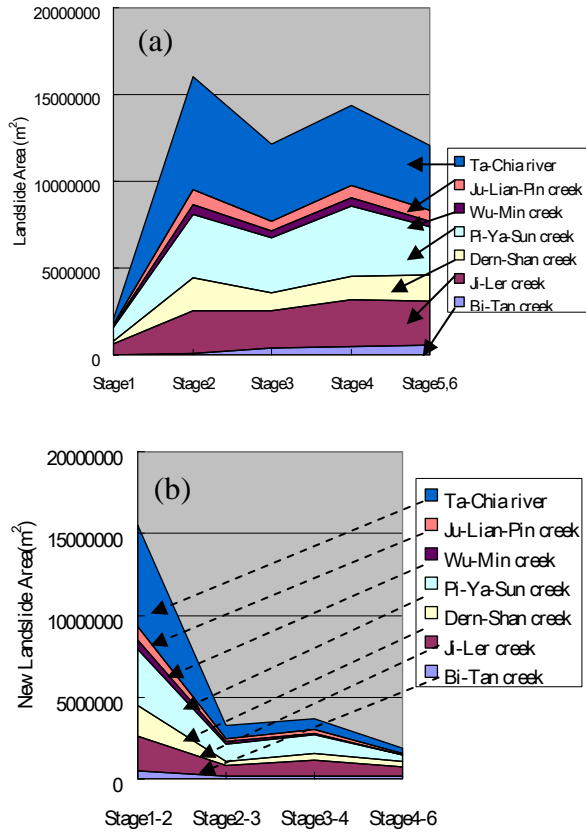 (a)
20000000
15000000
10000000
5000000
0
Landslide Area (m²)
Stage1 Stage2 Stage3 Stage4 Stage5,6
Ta-Chia river
Ju-Lian-Pin creek
Wu-Min creek
Pi-Ya-Sun creek
Dern-Shan creek
Ji-Ler creek
Bi-Tan creek
(b)
20000000
15000000
10000000
5000000
0
New Landslide Area(m²)
Stage1-2 Stage2-3 Stage3-4 Stage4-6
Ta-Chia river
Ju-Lian-Pin creek
Wu-Min creek
Pi-Ya-Sun creek
Dern-Shan creek
Ji-Ler creek
Bi-Tan creek